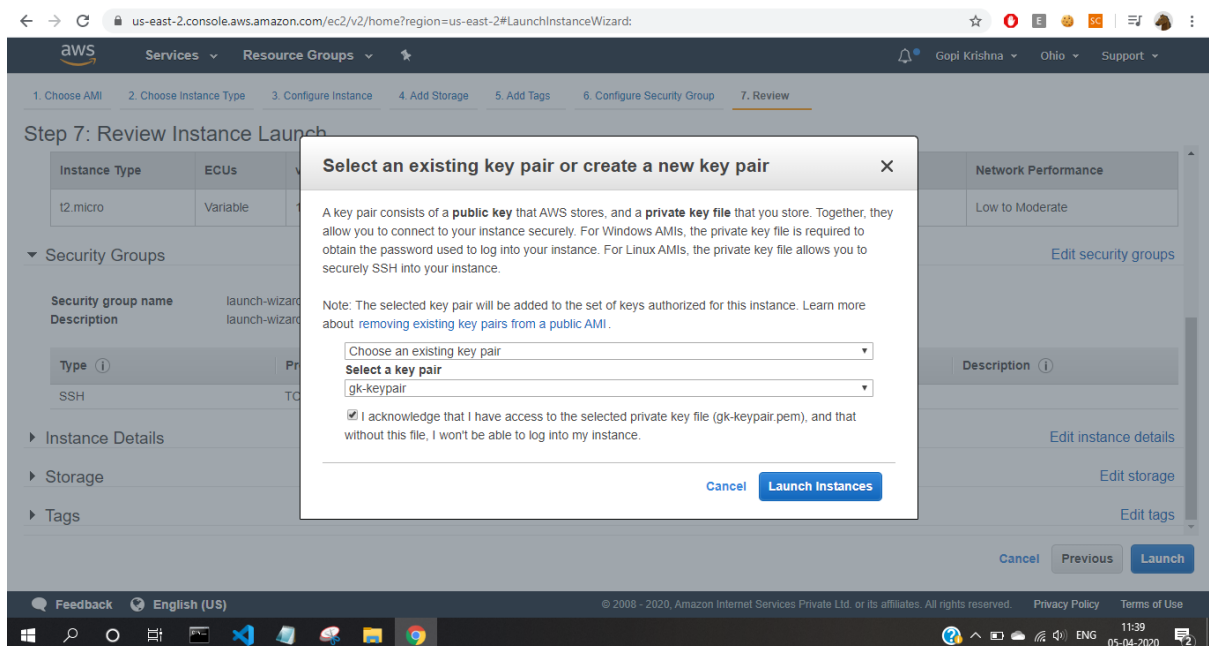 us-east-2.console.aws.amazon.com/ec2/v2/home?region=us-east-2#LaunchInstanceWizard:
aws Services Resource Groups Gopi Krishna Ohio Support
1. Choose AMI 2. Choose Instance Type 3. Configure Instance 4. Add Storage 5. Add Tags 6. Configure Security Group 7. Review
Step 7: Review Instance Launch
Instance Type ECUs Network Performance
t2.micro Variable 1 Low to Moderate
Security Groups Edit security groups
Security group name launch-wizard
Description launch-wizard
Type Description
SSH TC
Instance Details Edit instance details
Storage Edit storage
Tags Edit tags
Select an existing key pair or create a new key pair
A key pair consists of a public key that AWS stores, and a private key file that you store. Together, they
allow you to connect to your instance securely. For Windows AMIs, the private key file is required to
obtain the password used to log into your instance. For Linux AMIs, the private key file allows you to
securely SSH into your instance.
Note: The selected key pair will be added to the set of keys authorized for this instance. Learn more
about removing existing key pairs from a public AMI.
Choose an existing key pair
Select a key pair
gk-keypair
I acknowledge that I have access to the selected private key file (gk-keypair.pem), and that
without this file, I won't be able to log into my instance.
Cancel Launch Instances
Cancel Previous Launch
Feedback English (US) © 2008 - 2020, Amazon Internet Services Private Ltd. or its affiliates. All rights reserved. Privacy Policy Terms of Use
ENG 11:39
05-04-2020